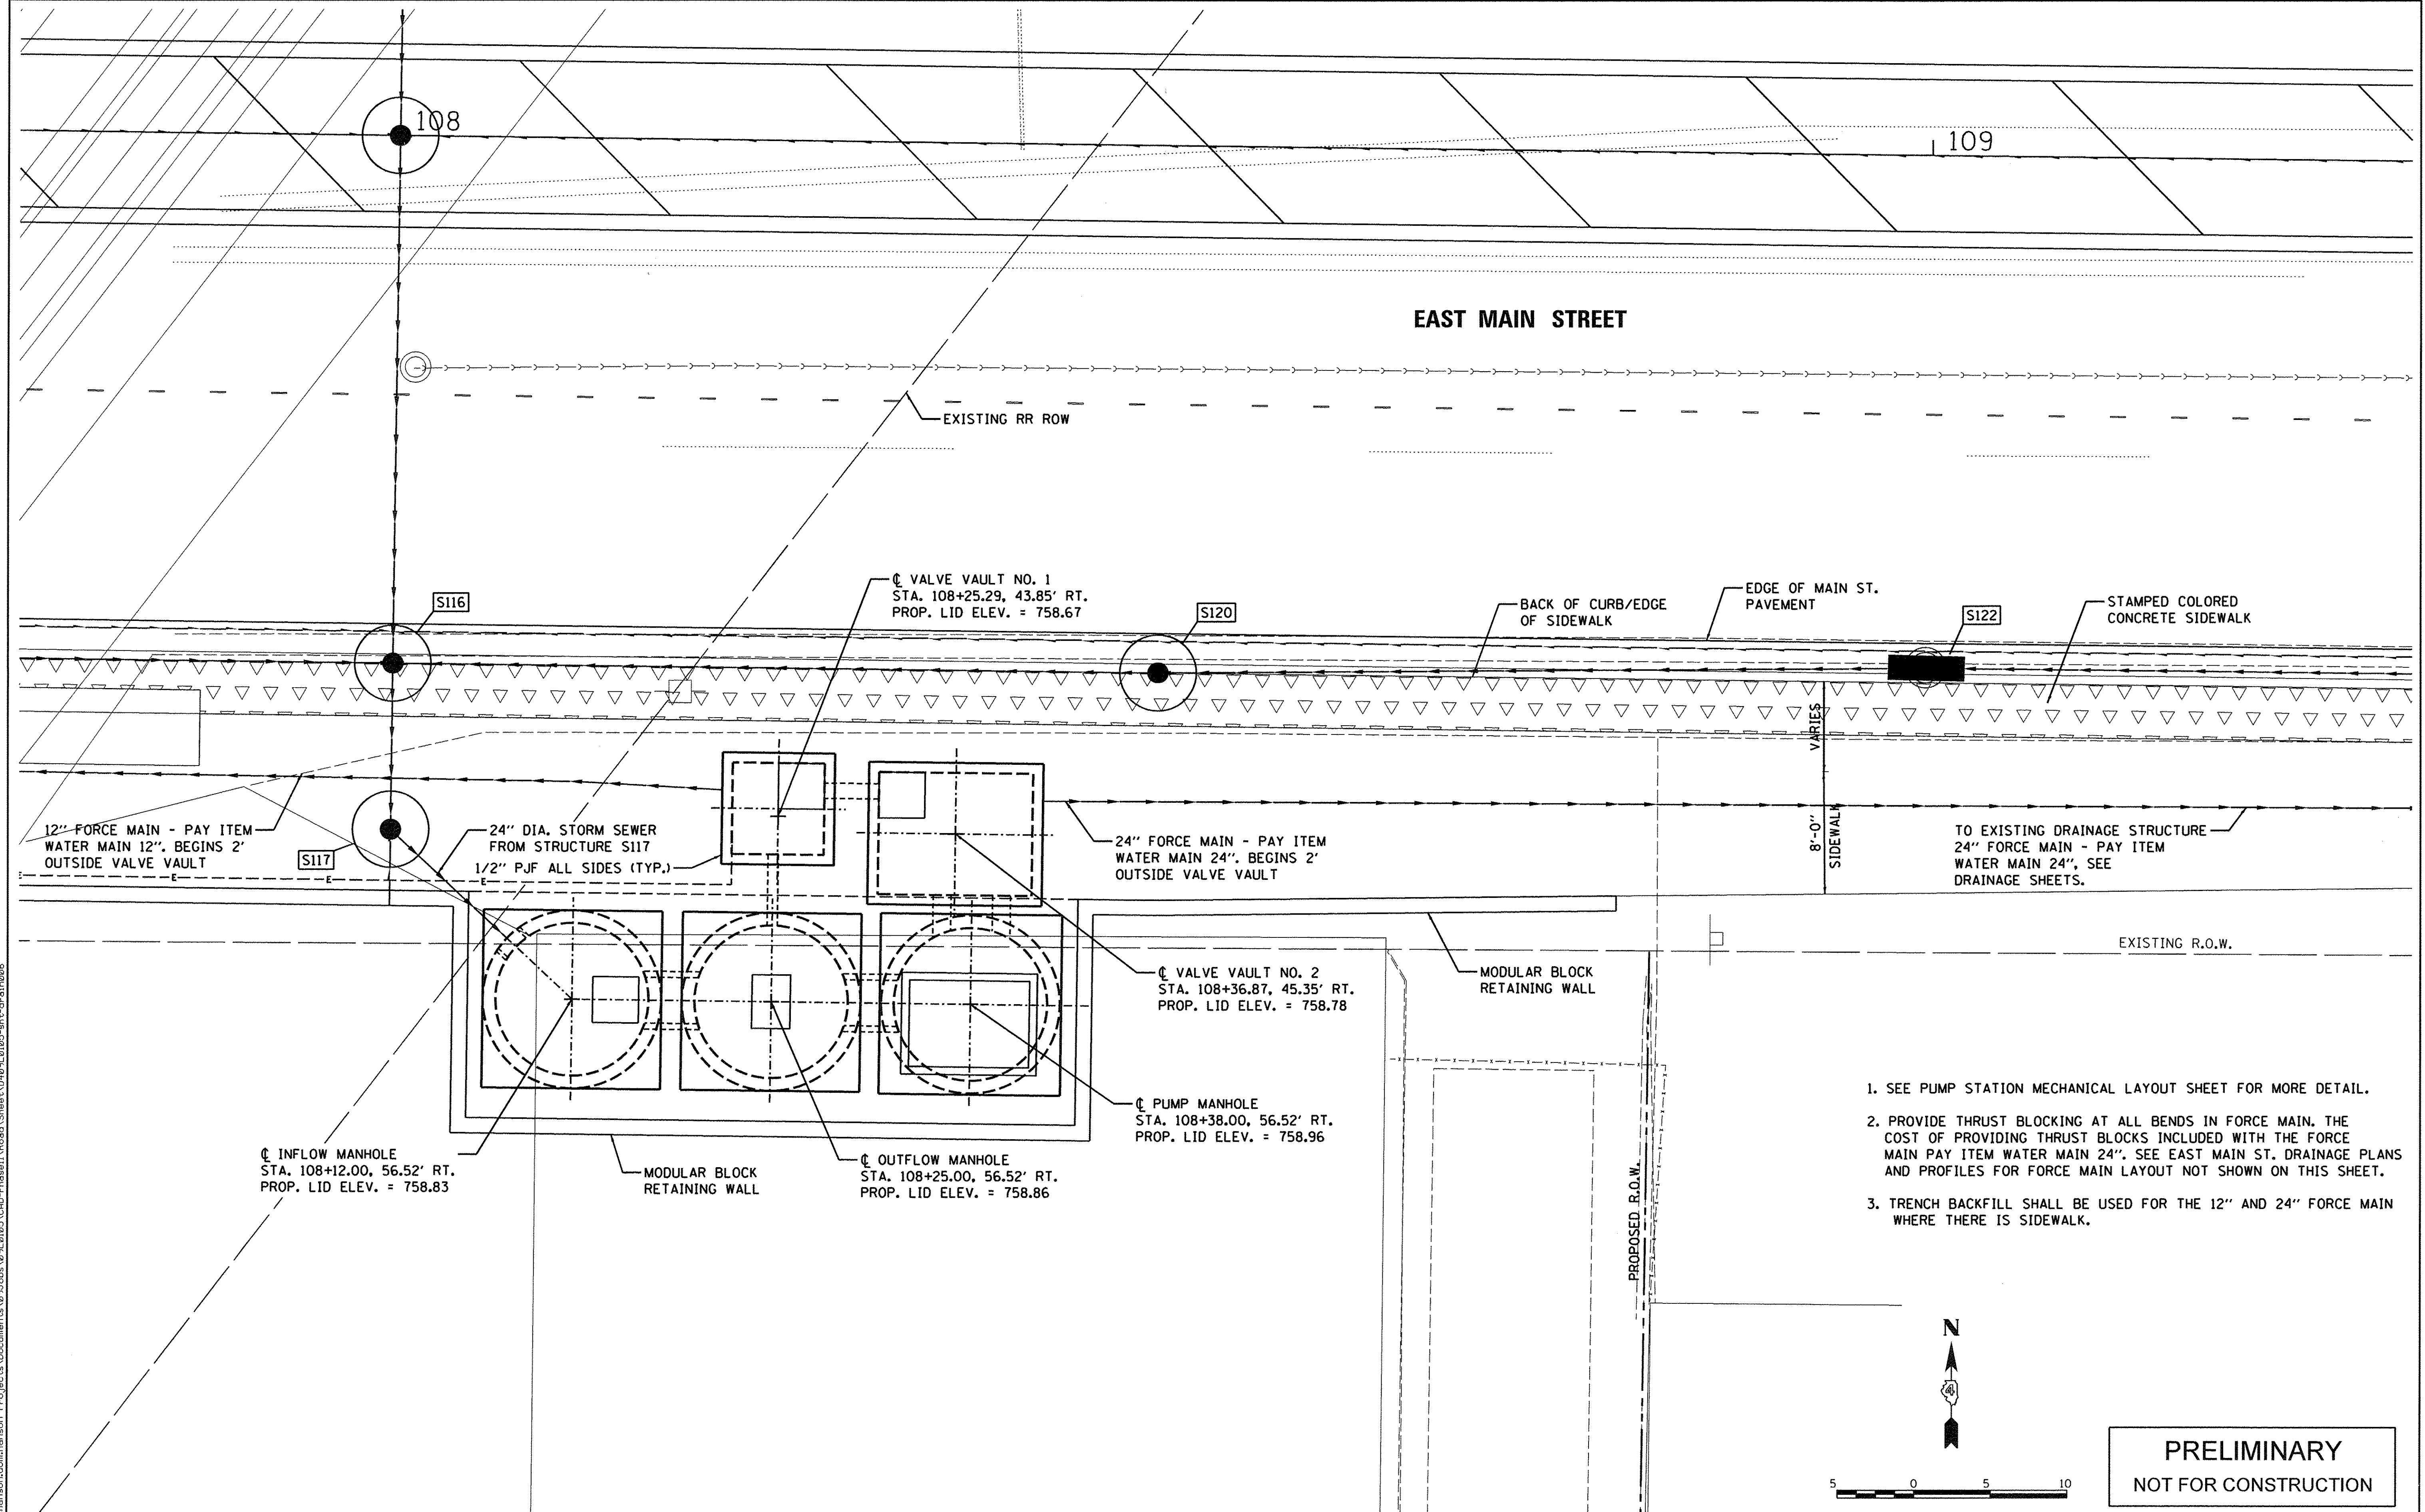 108
109
EAST MAIN STREET
EXISTING RR ROW
℄ VALVE VAULT NO. 1
STA. 108+25.29, 43.85' RT.
PROP. LID ELEV. = 758.67
S116
S120
BACK OF CURB/EDGE
OF SIDEWALK
EDGE OF MAIN ST.
PAVEMENT
S122
STAMPED COLORED
CONCRETE SIDEWALK
VARIES
8'-0"
SIDEWALK
12" FORCE MAIN - PAY ITEM
WATER MAIN 12". BEGINS 2'
OUTSIDE VALVE VAULT
S117
24" DIA. STORM SEWER
FROM STRUCTURE S117
1/2" PJF ALL SIDES (TYP.)
E
E
E
E
24" FORCE MAIN - PAY ITEM
WATER MAIN 24". BEGINS 2'
OUTSIDE VALVE VAULT
TO EXISTING DRAINAGE STRUCTURE
24" FORCE MAIN - PAY ITEM
WATER MAIN 24", SEE
DRAINAGE SHEETS.
EXISTING R.O.W.
℄ VALVE VAULT NO. 2
STA. 108+36.87, 45.35' RT.
PROP. LID ELEV. = 758.78
MODULAR BLOCK
RETAINING WALL
℄ PUMP MANHOLE
STA. 108+38.00, 56.52' RT.
PROP. LID ELEV. = 758.96
℄ INFLOW MANHOLE
STA. 108+12.00, 56.52' RT.
PROP. LID ELEV. = 758.83
MODULAR BLOCK
RETAINING WALL
℄ OUTFLOW MANHOLE
STA. 108+25.00, 56.52' RT.
PROP. LID ELEV. = 758.86
PROPOSED R.O.W.
1. SEE PUMP STATION MECHANICAL LAYOUT SHEET FOR MORE DETAIL.
2. PROVIDE THRUST BLOCKING AT ALL BENDS IN FORCE MAIN. THE
COST OF PROVIDING THRUST BLOCKS INCLUDED WITH THE FORCE
MAIN PAY ITEM WATER MAIN 24". SEE EAST MAIN ST. DRAINAGE PLANS
AND PROFILES FOR FORCE MAIN LAYOUT NOT SHOWN ON THIS SHEET.
3. TRENCH BACKFILL SHALL BE USED FOR THE 12" AND 24" FORCE MAIN
WHERE THERE IS SIDEWALK.
N
4
5 0 5 10
PRELIMINARY
NOT FOR CONSTRUCTION